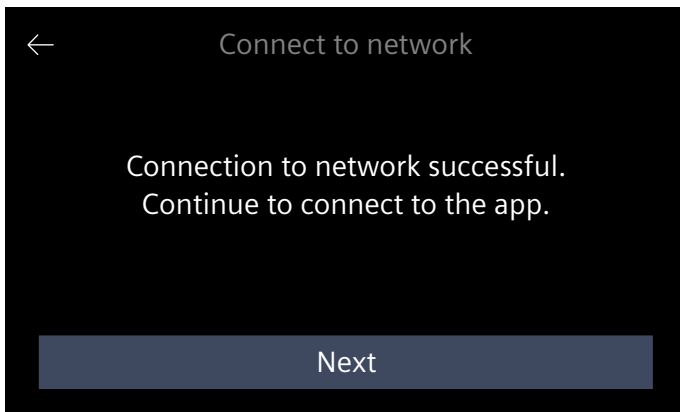 Connect to network
Connection to network successful.
Continue to connect to the app.
Next